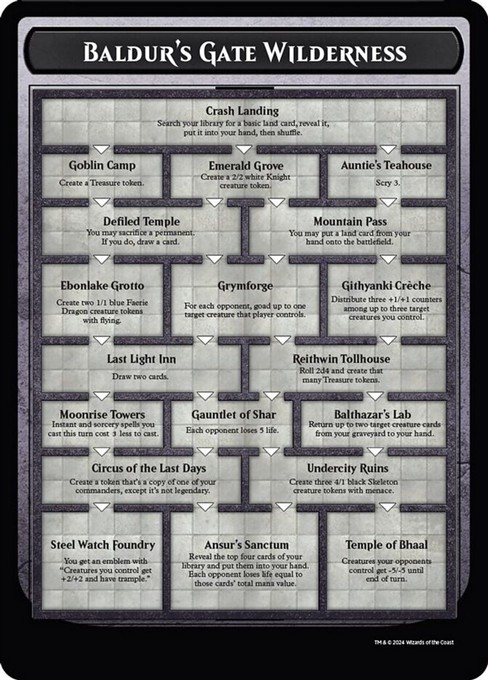 BALDUR'S GATE WILDERNESS
Crash Landing
Search your library for a basic land card, reveal it,
put it into your hand, then shuffle.
Goblin Camp
Create a Treasure token.
Emerald Grove
Create a 2/2 white Knight
creature token.
Auntie's Teahouse
Scry 3.
Defiled Temple
You may sacrifice a permanent.
If you do, draw a card.
Mountain Pass
You may put a land card from your
hand onto the battlefield.
Ebonlake Grotto
Create two 1/1 blue Faerie
Dragon creature tokens
with flying.
Grymforge
For each opponent, goad up to one
target creature that player controls.
Githyanki Crèche
Distribute three +1/+1 counters
among up to three target
creatures you control.
Last Light Inn
Draw two cards.
Reithwin Tollhouse
Roll 2d4 and create that
many Treasure tokens.
Moonrise Towers
Instant and sorcery spells you
cast this turn cost 3 less to cast.
Gauntlet of Shar
Each opponent loses 5 life.
Balthazar's Lab
Return up to two target creature cards
from your graveyard to your hand.
Circus of the Last Days
Create a token that's a copy of one of your
commanders, except it's not legendary.
Undercity Ruins
Create three 4/1 black Skeleton
creature tokens with menace.
Steel Watch Foundry
You get an emblem with
"Creatures you control get
+2/+2 and have trample."
Ansur's Sanctum
Reveal the top four cards of your
library and put them into your hand.
Each opponent loses life equal to
those cards' total mana value.
Temple of Bhaal
Creatures your opponents
control get -5/-5 until
end of turn.
TM & © 2024 Wizards of the Coast